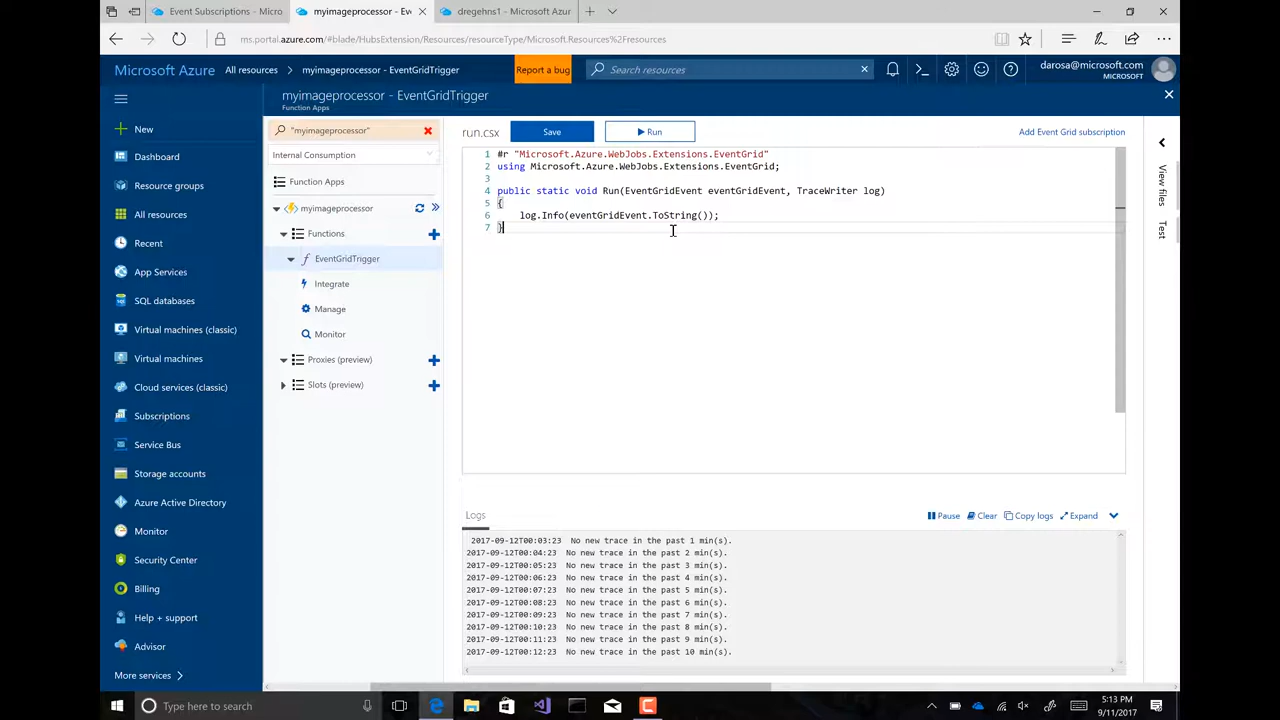 Event Subscriptions - Micro
myimageprocessor - Eve
dregehns1 - Microsoft Azur
ms.portal.azure.com/#blade/HubsExtension/Resources/resourceType/Microsoft.Resources%2Fresources
Microsoft Azure
All resources
myimageprocessor - EventGridTrigger
Report a bug
Search resources
darosa@microsoft.com
MICROSOFT
myimageprocessor - EventGridTrigger
Function Apps
New
Dashboard
Resource groups
All resources
Recent
App Services
SQL databases
Virtual machines (classic)
Virtual machines
Cloud services (classic)
Subscriptions
Service Bus
Storage accounts
Azure Active Directory
Monitor
Security Center
Billing
Help + support
Advisor
More services
"myimageprocessor"
Internal Consumption
Function Apps
myimageprocessor
Functions
EventGridTrigger
Integrate
Manage
Monitor
Proxies (preview)
Slots (preview)
run.csx
Save
Run
Add Event Grid subscription
1 #r "Microsoft.Azure.WebJobs.Extensions.EventGrid"
2 using Microsoft.Azure.WebJobs.Extensions.EventGrid;
3
4 public static void Run(EventGridEvent eventGridEvent, TraceWriter log)
5 {
6 log.Info(eventGridEvent.ToString());
7 }
View files
Test
Logs
Pause
Clear
Copy logs
Expand
2017-09-12T00:03:23 No new trace in the past 1 min(s).
2017-09-12T00:04:23 No new trace in the past 2 min(s).
2017-09-12T00:05:23 No new trace in the past 3 min(s).
2017-09-12T00:06:23 No new trace in the past 4 min(s).
2017-09-12T00:07:23 No new trace in the past 5 min(s).
2017-09-12T00:08:23 No new trace in the past 6 min(s).
2017-09-12T00:09:23 No new trace in the past 7 min(s).
2017-09-12T00:10:23 No new trace in the past 8 min(s).
2017-09-12T00:11:23 No new trace in the past 9 min(s).
2017-09-12T00:12:23 No new trace in the past 10 min(s).
Type here to search
5:13 PM
9/11/2017